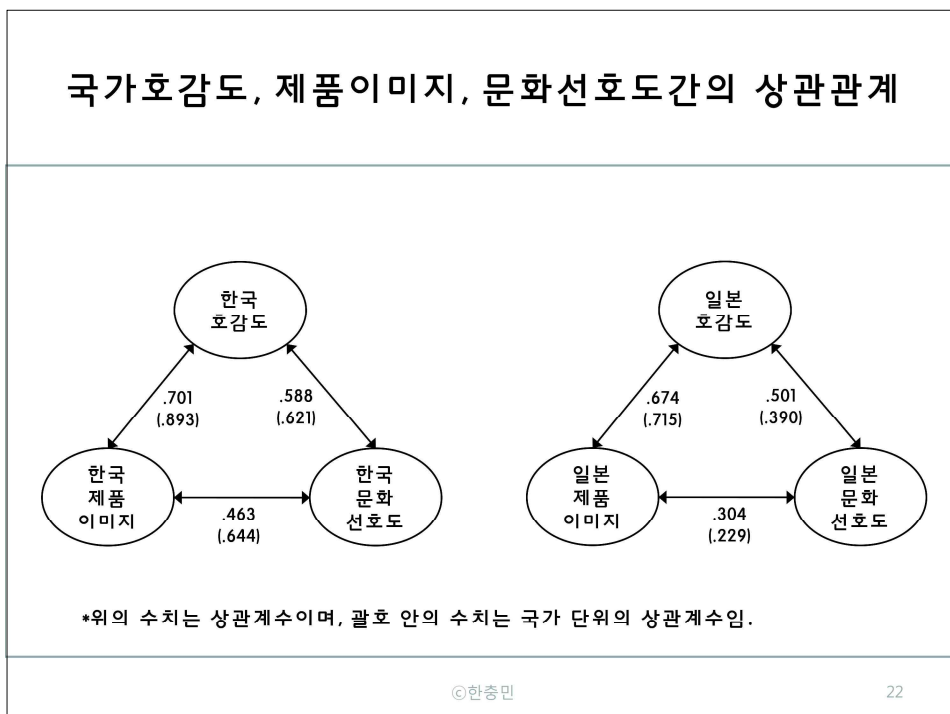 국가호감도, 제품이미지, 문화선호도간의 상관관계
한국
호감도
.701
(.893)
.588
(.621)
한국
제품
이미지
.463
(.644)
한국
문화
선호도
일본
호감도
.674
(.715)
.501
(.390)
일본
제품
이미지
.304
(.229)
일본
문화
선호도
*위의 수치는 상관계수이며, 괄호 안의 수치는 국가 단위의 상관계수임.
©한충민
22